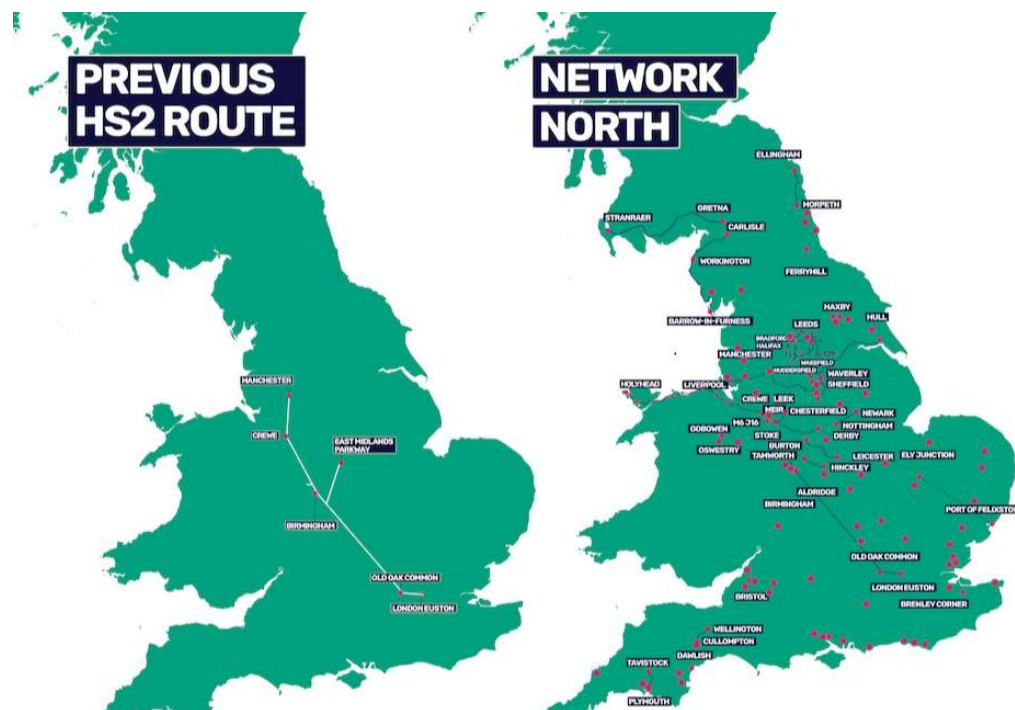 PREVIOUS
HS2 ROUTE
MANCHESTER
CREWE
EAST MIDLANDS
PARKWAY
BIRMINGHAM
OLD OAK COMMON
LONDON EUSTON
NETWORK
NORTH
ELLINGHAM
MORPETH
GRETNA
STRANRAER
CARLISLE
WORKINGTON
FERRYHILL
HAXBY
HULL
BARROW-IN-FURNESS
LEEDS
BRADFORD
HALIFAX
MANCHESTER
WAKEFIELD
HUDDERSFIELD
WAVERLEY
HOLYHEAD
LIVERPOOL
SHEFFIELD
CREWE
LEEK
MEIR
CHESTERFIELD
NEWARK
M6 J16
NOTTINGHAM
GOBOWEN
STOKE
DERBY
OSWESTRY
BURTON
TAMWORTH
LEICESTER
ELY JUNCTION
HINCKLEY
ALDRIDGE
BIRMINGHAM
PORT OF FELIXSTO
OLD OAK COMMON
LONDON EUSTON
BRISTOL
BRENLEY CORNER
WELLINGTON
CULLOMPTON
DAWLISH
TAVISTOCK
PLYMOUTH